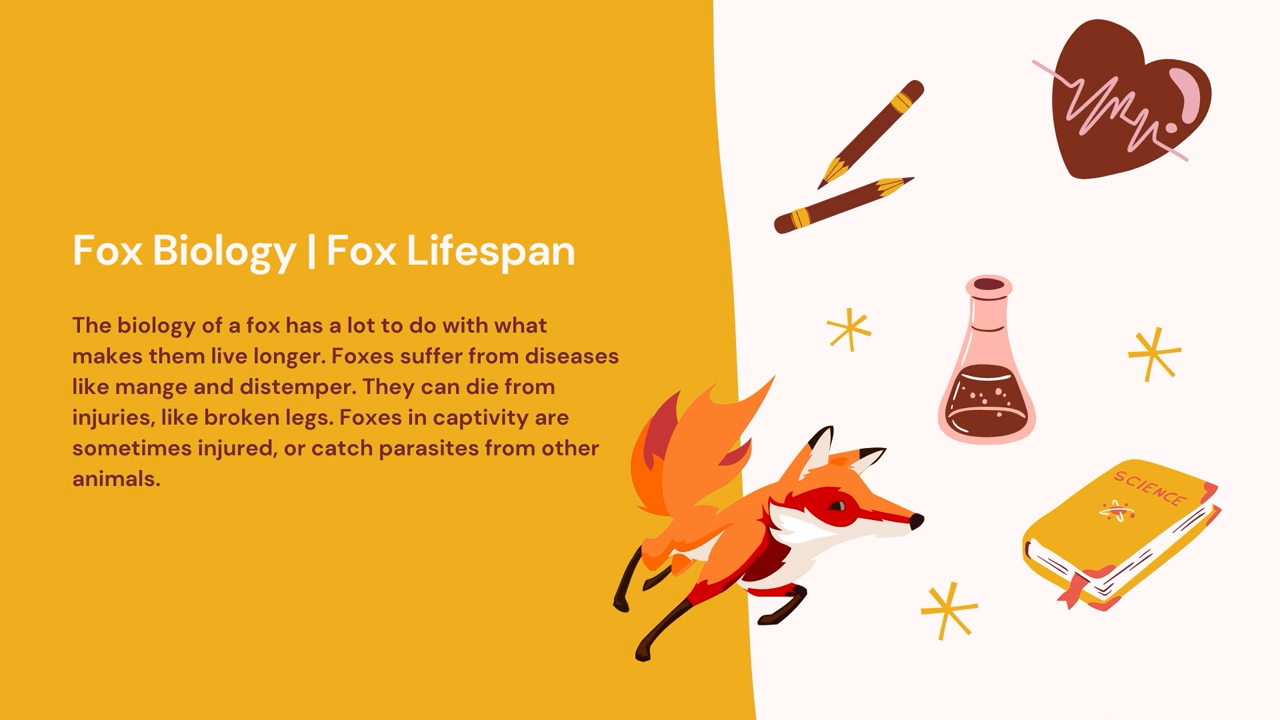 Fox Biology | Fox Lifespan
The biology of a fox has a lot to do with what
makes them live longer. Foxes suffer from diseases
like mange and distemper. They can die from
injuries, like broken legs. Foxes in captivity are
sometimes injured, or catch parasites from other
animals.
SCIENCE